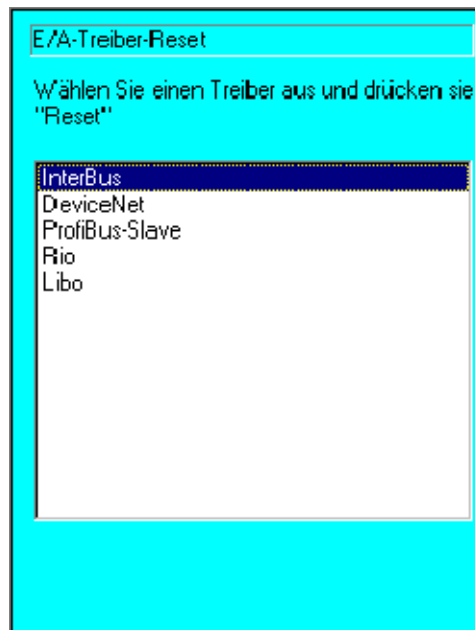 E/A-Treiber-Reset
Wählen Sie einen Treiber aus und drücken sie
"Reset"
InterBus
DeviceNet
ProfiBus-Slave
Rio
Libo